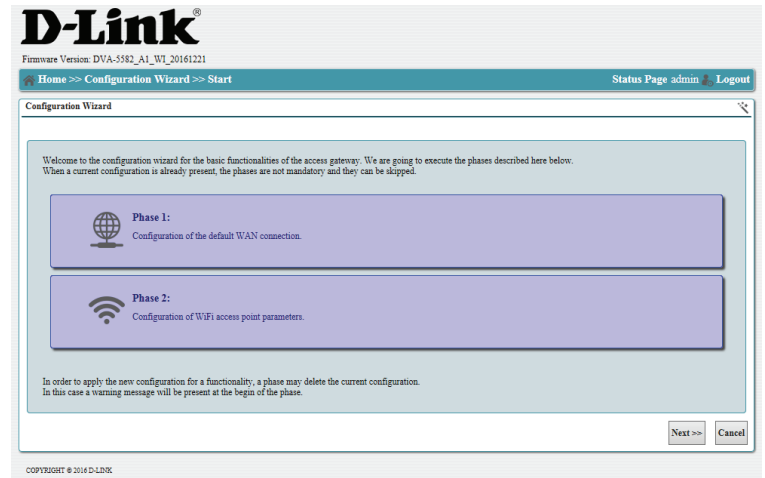 D-Link®
Firmware Version: DVA-5582_A1_WI_20161221
Home >> Configuration Wizard >> Start Status Page admin Logout
Configuration Wizard
Welcome to the configuration wizard for the basic functionalities of the access gateway. We are going to execute the phases described here below.
When a current configuration is already present, the phases are not mandatory and they can be skipped.
Phase 1:
Configuration of the default WAN connection.
Phase 2:
Configuration of WiFi access point parameters.
In order to apply the new configuration for a functionality, a phase may delete the current configuration.
In this case a warning message will be present at the begin of the phase.
Next >> Cancel
COPYRIGHT © 2016 D-LINK